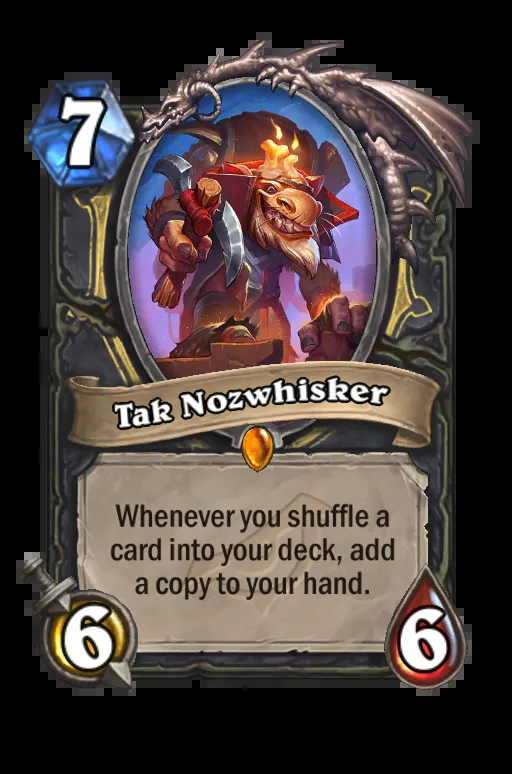 7
Tak Nozwhisker
Whenever you shuffle a
card into your deck, add
a copy to your hand.
6
6